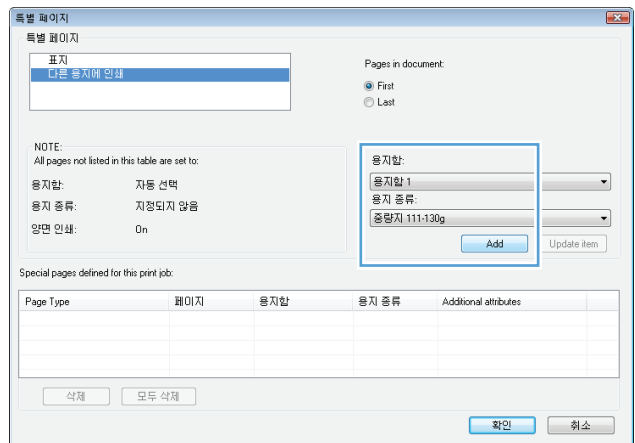 특별 페이지
특별 페이지
표지
다른 용지에 인쇄
Pages in document:
First
Last
NOTE:
All pages not listed in this table are set to:
용지함: 자동 선택
용지 종류: 지정되지 않음
양면 인쇄: On
용지함:
용지함 1
용지 종류:
중량지 111-130g
Add Update item
Special pages defined for this print job:
Page Type 페이지 용지함 용지 종류 Additional attributes
삭제 모두 삭제
확인 취소